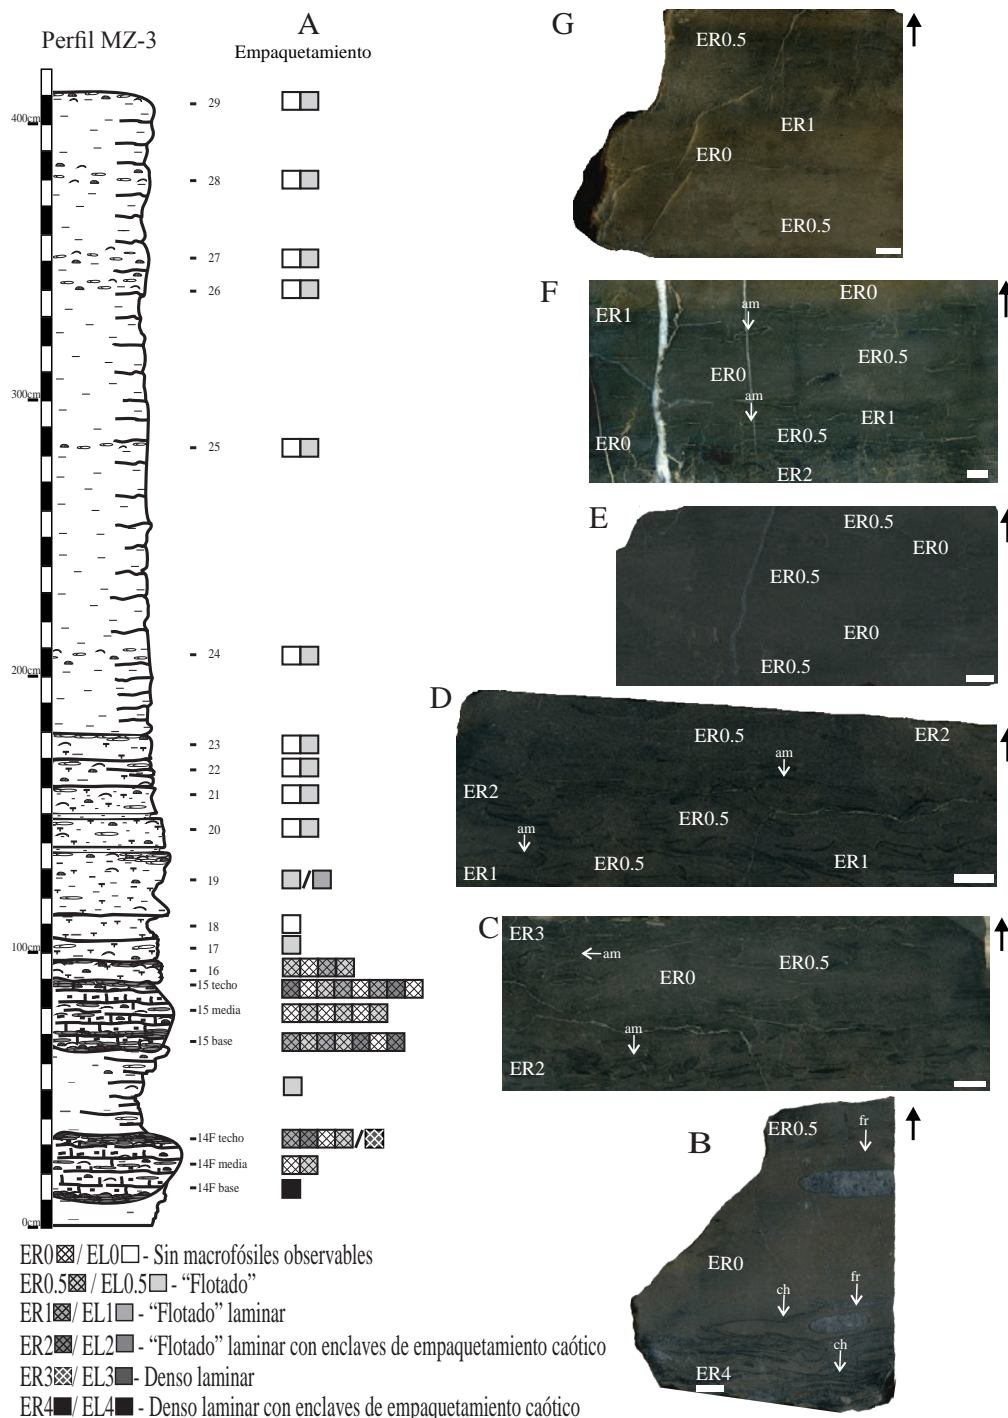 Perfil MZ-3
A
Empaquetamiento
400cm
300cm
200cm
100cm
0cm
29
28
27
26
25
24
23
22
21
20
19
/
18
17
16
15 techo
15 media
15 base
14F techo
/
14F media
14F base
G
ER0.5
ER1
ER0
ER0.5
F
ER0
am
ER1
ER0.5
ER0
am
ER1
ER0.5
ER0
ER2
E
ER0.5
ER0
ER0.5
ER0
ER0.5
D
ER0.5
ER2
am
ER2
ER0.5
am
ER0.5
ER1
ER1
C
ER3
am
ER0.5
ER0
am
ER2
B
ER0.5
fr
ER0
ch
fr
ch
ER4
ER0 / EL0 - Sin macrofósiles observables
ER0.5 / EL0.5 - “Flotado”
ER1 / EL1 - “Flotado” laminar
ER2 / EL2 - “Flotado” laminar con enclaves de empaquetamiento caótico
ER3 / EL3 - Denso laminar
ER4 / EL4 - Denso laminar con enclaves de empaquetamiento caótico